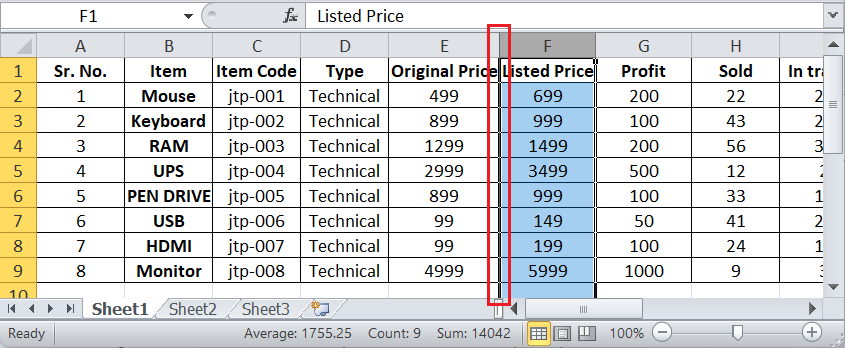 F1 fx Listed Price
A B C D E F G H
1 Sr. No. Item Item Code Type Original Price Listed Price Profit Sold In tra
2 1 Mouse jtp-001 Technical 499 699 200 22 2
3 2 Keyboard jtp-002 Technical 899 999 100 43 2
4 3 RAM jtp-003 Technical 1299 1499 200 56 3
5 4 UPS jtp-004 Technical 2999 3499 500 12 2
6 5 PEN DRIVE jtp-005 Technical 899 999 100 33 1
7 6 USB jtp-006 Technical 99 149 50 41 2
8 7 HDMI jtp-007 Technical 99 199 100 24 1
9 8 Monitor jtp-008 Technical 4999 5999 1000 9 3
10
Sheet1 Sheet2 Sheet3
Ready Average: 1755.25 Count: 9 Sum: 14042 100%